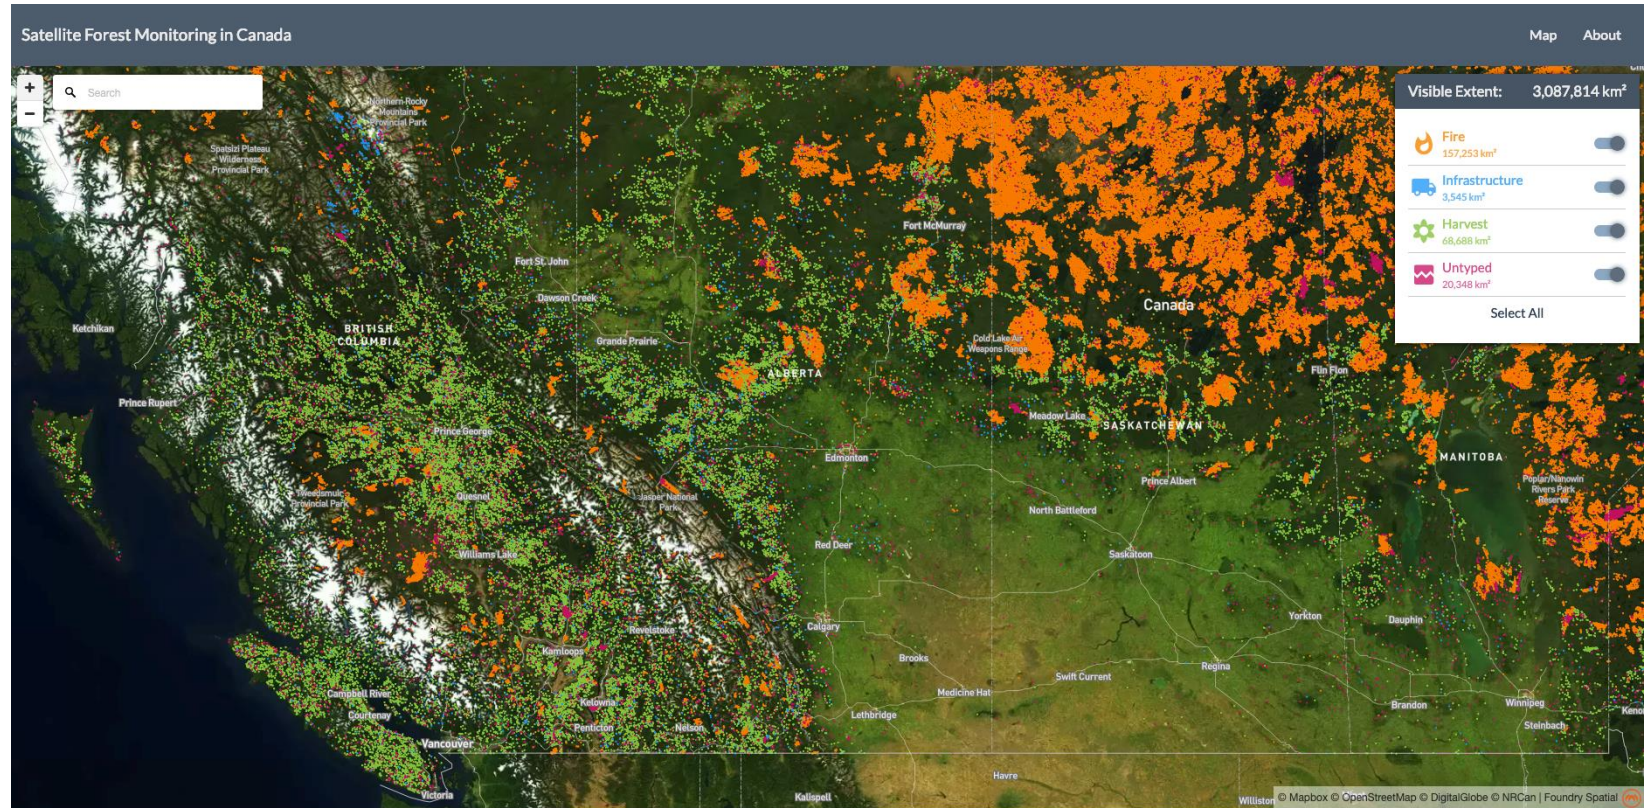 Satellite Forest Monitoring in Canada
Map
About
+
−
Search
Visible Extent: 3,087,814 km²
Fire
157,253 km²
Infrastructure
3,545 km²
Harvest
68,688 km²
Untyped
20,348 km²
Select All
Northern Rocky
Mountains
Provincial Park
Spatsizi Plateau
Wilderness
Provincial Park
Fort McMurray
Fort St. John
Dawson Creek
Canada
Ketchikan
BRITISH
COLUMBIA
Grande Prairie
Cold Lake Air
Weapons Range
ALBERTA
Flin Flon
Prince Rupert
Meadow Lake
SASKATCHEWAN
Prince George
Edmonton
MANITOBA
Prince Albert
Poplar/Nanowin
Rivers Park
Reserve
Tweedsmuir
Provincial Park
Quesnel
Jasper National
Park
North Battleford
Red Deer
Williams Lake
Saskatoon
Yorkton
Dauphin
Calgary
Revelstoke
Kamloops
Brooks
Regina
Swift Current
Campbell River
Medicine Hat
Kelowna
Brandon
Winnipeg
Keno
Courtenay
Lethbridge
Penticton
Nelson
Steinbach
Vancouver
Havre
Victoria
Kalispell
Williston
© Mapbox © OpenStreetMap © DigitalGlobe © NRCan | Foundry Spatial